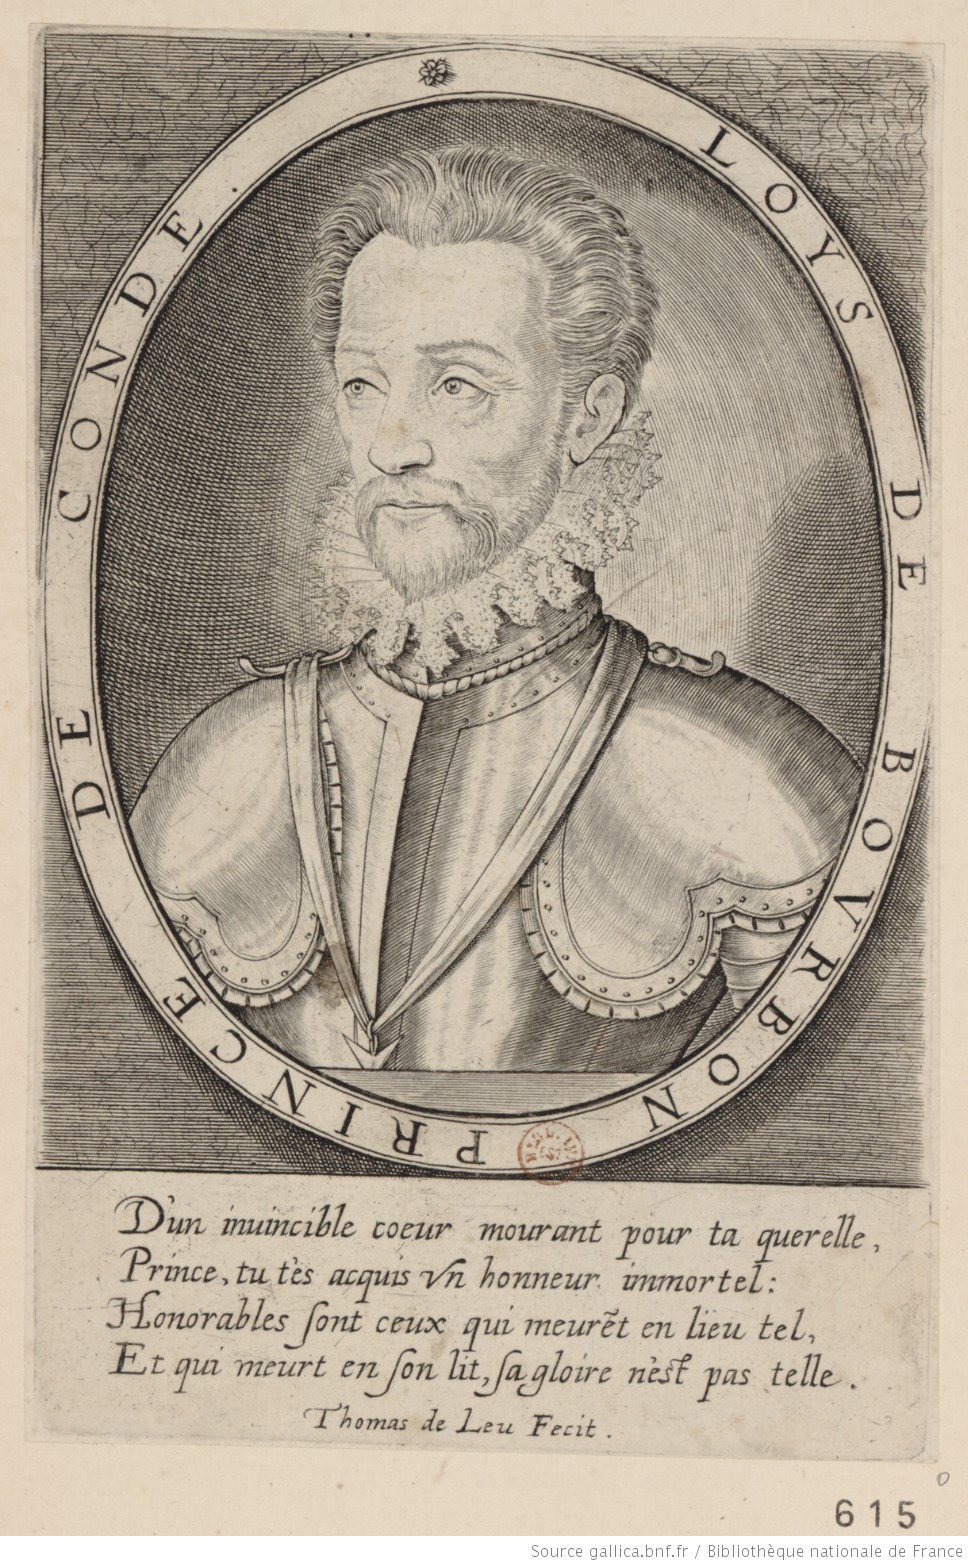 LOYS DE BOVRBON PRINCE DE CONDE.
D'un inuincible coeur mourant pour ta querelle,
Prince, tu t'ès acquis vn honneur immortel:
Honorables ſont ceux qui meurẽt en lieu tel,
Et qui meurt en ſon lit, ſa gloire n'eſt pas telle.
Thomas de Leu Fecit.
615
Source gallica.bnf.fr / Bibliothèque nationale de France